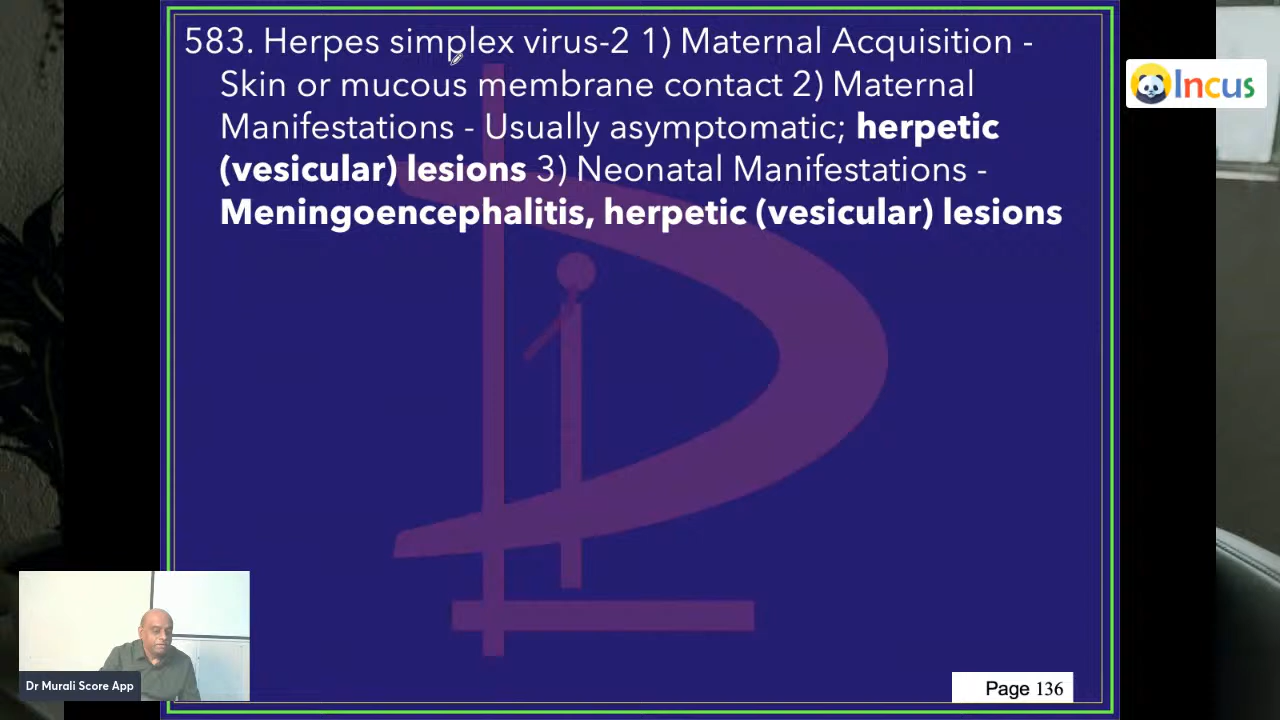 583. Herpes simplex virus-2 1) Maternal Acquisition -
Skin or mucous membrane contact 2) Maternal
Manifestations - Usually asymptomatic; herpetic
(vesicular) lesions 3) Neonatal Manifestations -
Meningoencephalitis, herpetic (vesicular) lesions
Incus
Dr Murali Score App
Page 136